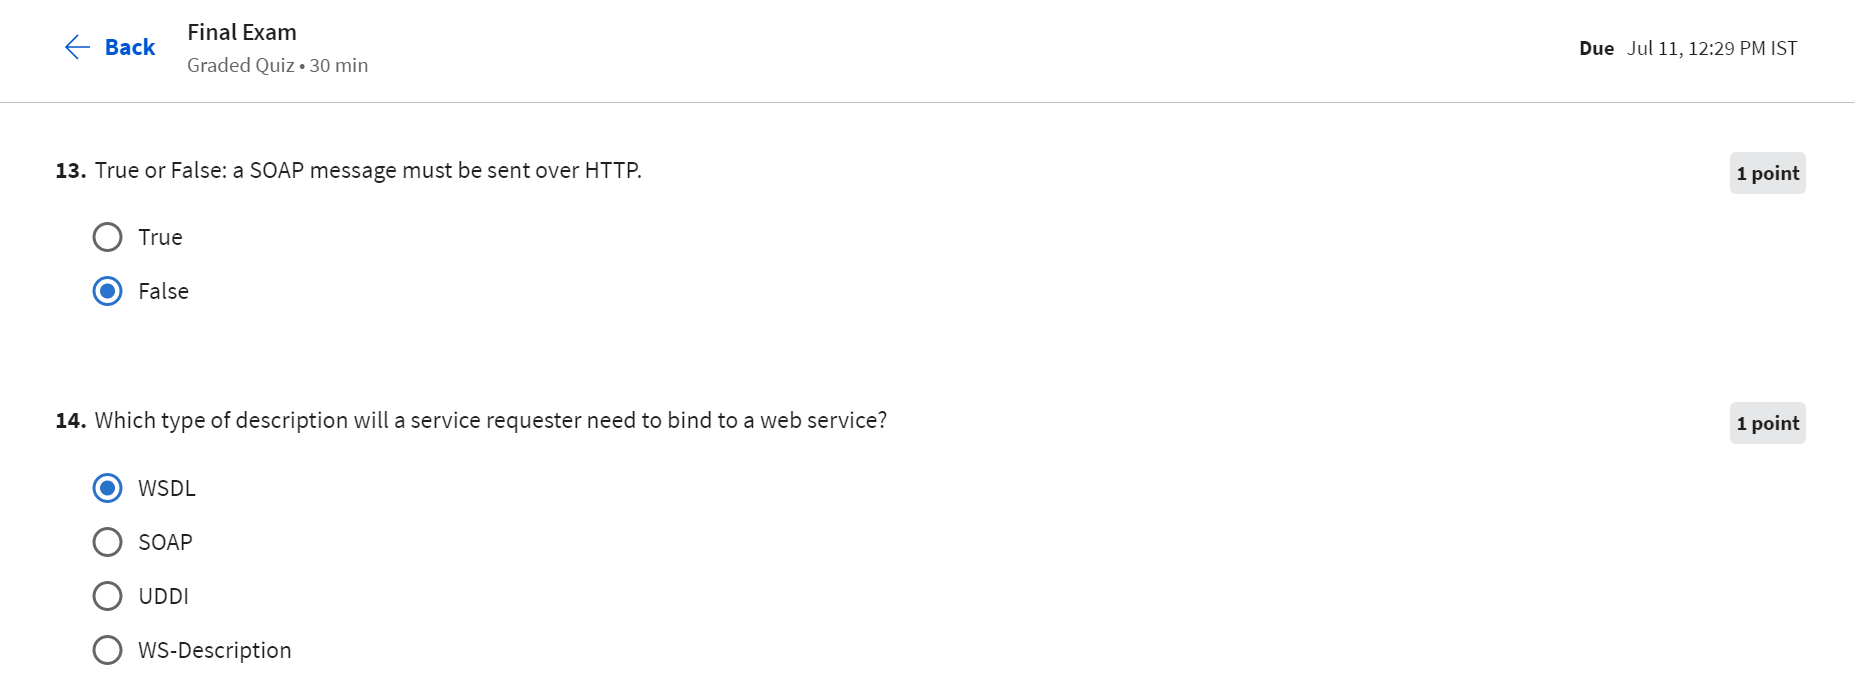 Back
Final Exam
Graded Quiz • 30 min
Due Jul 11, 12:29 PM IST
13. True or False: a SOAP message must be sent over HTTP.
1 point
True
False
14. Which type of description will a service requester need to bind to a web service?
1 point
WSDL
SOAP
UDDI
WS-Description